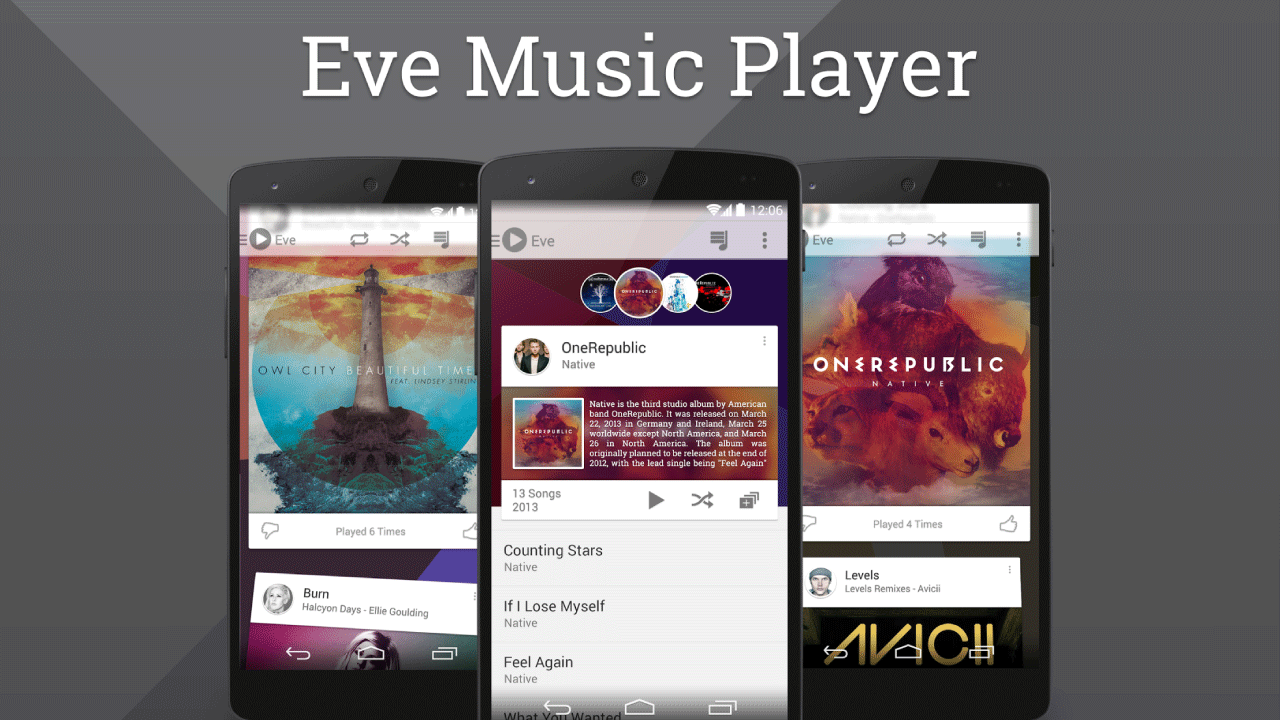 Eve Music Player
Eve
OWL CITY BEAUTIFUL TIME
FEAT. LINDSEY STIRLIN
Played 6 Times
Burn
Halcyon Days - Ellie Goulding
12:06
Eve
ONEREPUBLIC
OneRepublic
Native
ONEREPUBLIC
Native is the third studio album by American
band OneRepublic. It was released on March
22, 2013 in Germany and Ireland, March 25
worldwide except North America, and March
26 in North America. The album was
originally planned to be released at the end of
2012, with the lead single being "Feel Again"
13 Songs
2013
Counting Stars
Native
If I Lose Myself
Native
Feel Again
Native
What You Wanted
Eve
ONEREPUBLIC
NATIVE
Played 4 Times
Levels
Levels Remixes - Avicii
AVICII